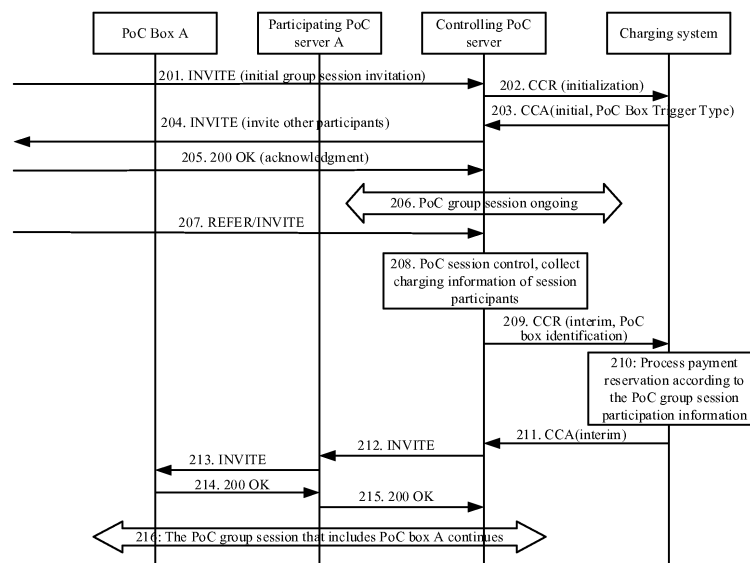 PoC Box A
Participating PoC
server A
Controlling PoC
server
Charging system
201. INVITE (initial group session invitation)
202. CCR (initialization)
203. CCA(initial, PoC Box Trigger Type)
204. INVITE (invite other participants)
205. 200 OK (acknowledgment)
206. PoC group session ongoing
207. REFER/INVITE
208. PoC session control, collect
charging information of session
participants
209. CCR (interim, PoC
box identification)
210: Process payment
reservation according to
the PoC group session
participation information
211. CCA(interim)
212. INVITE
213. INVITE
214. 200 OK
215. 200 OK
216: The PoC group session that includes PoC box A continues